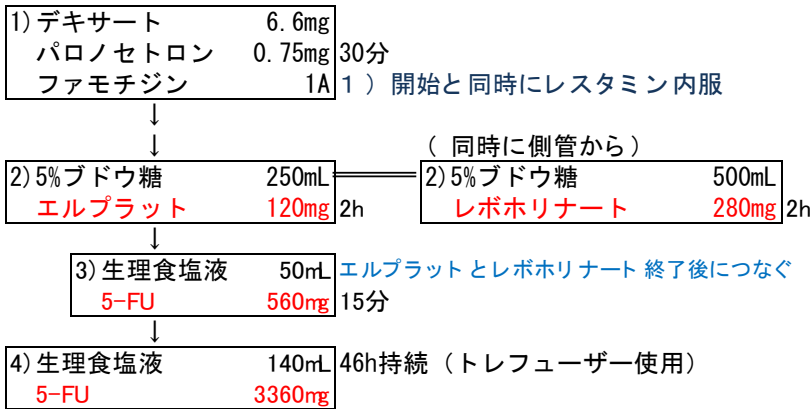 1)デキサート 6.6mg
パロノセトロン 0.75mg 30分
ファモチジン 1A 1）開始と同時にレスタミン内服
↓
↓ （同時に側管から）
2)5%ブドウ糖 250mL 2)5%ブドウ糖 500mL
エルプラット 120mg 2h レボホリナート 280mg 2h
↓
3)生理食塩液 50mL エルプラットとレボホリナート終了後につなぐ
5-FU 560mg 15分
↓
4)生理食塩液 140mL 46h持続（トレフューザー使用）
5-FU 3360mg